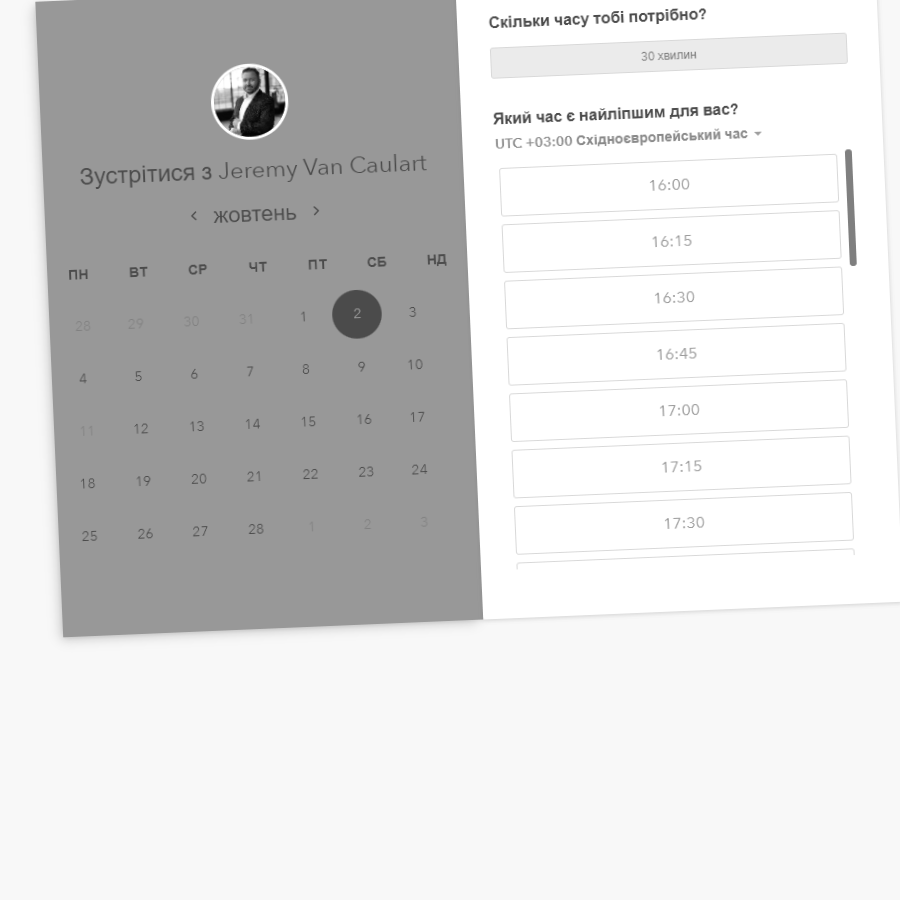 Зустрітися з Jeremy Van Caulart
жовтень
ПН ВТ СР ЧТ ПТ СБ НД
28 29 30 31 1 2 3
4 5 6 7 8 9 10
11 12 13 14 15 16 17
18 19 20 21 22 23 24
25 26 27 28 1 2 3
Скільки часу тобі потрібно?
30 хвилин
Який час є найліпшим для вас?
UTC +03:00 Східноєвропейський час
16:00
16:15
16:30
16:45
17:00
17:15
17:30